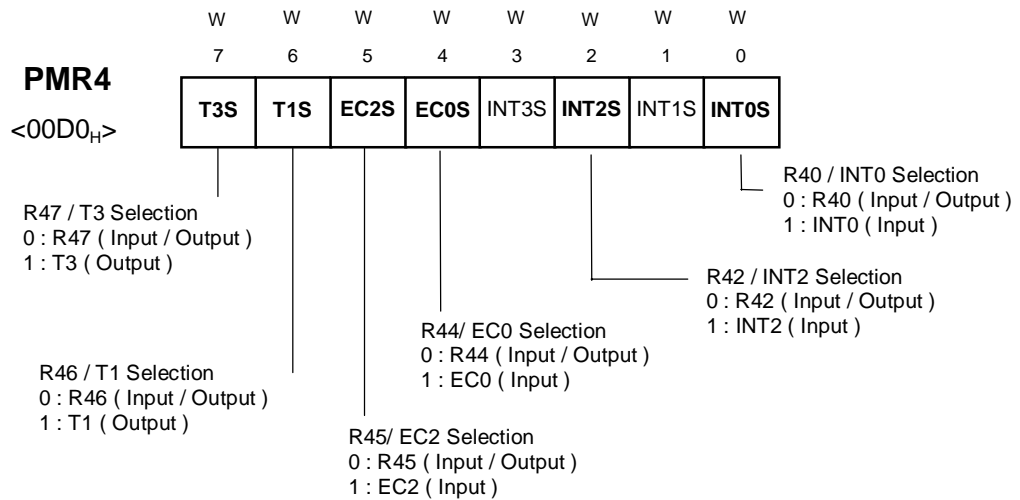 W W W W W W W W
7 6 5 4 3 2 1 0
PMR4
<00D0H>
T3S T1S EC2S EC0S INT3S INT2S INT1S INT0S
R40 / INT0 Selection
0 : R40 ( Input / Output )
1 : INT0 ( Input )
R47 / T3 Selection
0 : R47 ( Input / Output )
1 : T3 ( Output )
R42 / INT2 Selection
0 : R42 ( Input / Output )
1 : INT2 ( Input )
R44/ EC0 Selection
0 : R44 ( Input / Output )
1 : EC0 ( Input )
R46 / T1 Selection
0 : R46 ( Input / Output )
1 : T1 ( Output )
R45/ EC2 Selection
0 : R45 ( Input / Output )
1 : EC2 ( Input )